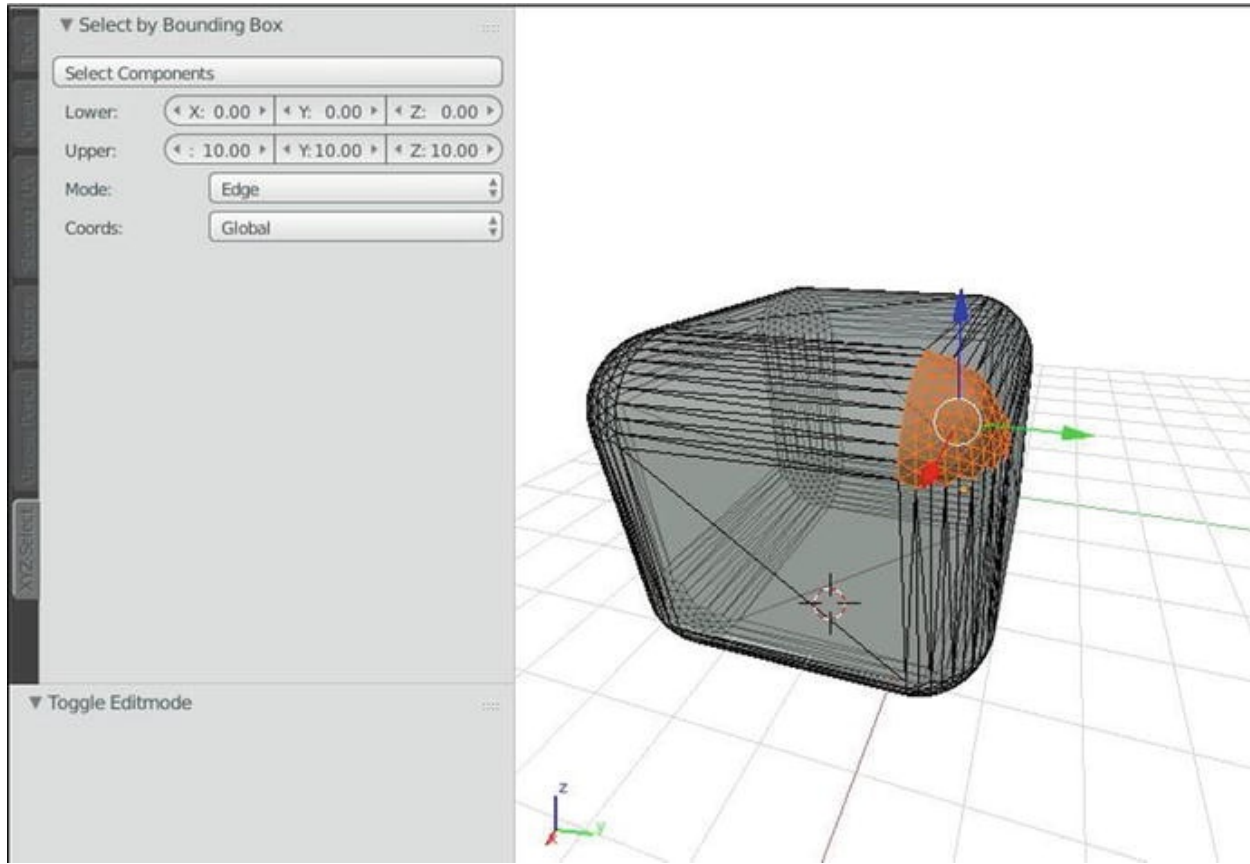 Select by Bounding Box
Select Components
Lower: X: 0.00 Y: 0.00 Z: 0.00
Upper: : 10.00 Y: 10.00 Z: 10.00
Mode: Edge
Coords: Global
XYZ-Select
Toggle Editmode
z
y
x